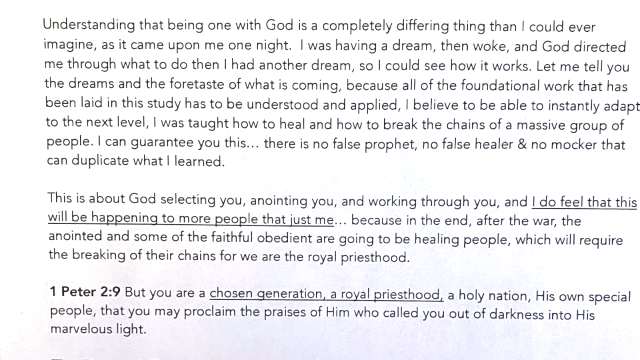 Understanding that being one with God is a completely differing thing than I could ever
imagine, as it came upon me one night. I was having a dream, then woke, and God directed
me through what to do then I had another dream, so I could see how it works. Let me tell you
the dreams and the foretaste of what is coming, because all of the foundational work that has
been laid in this study has to be understood and applied, I believe to be able to instantly adapt
to the next level, I was taught how to heal and how to break the chains of a massive group of
people. I can guarantee you this... there is no false prophet, no false healer & no mocker that
can duplicate what I learned.
This is about God selecting you, anointing you, and working through you, and I do feel that this
will be happening to more people that just me... because in the end, after the war, the
anointed and some of the faithful obedient are going to be healing people, which will require
the breaking of their chains for we are the royal priesthood.
1 Peter 2:9 But you are a chosen generation, a royal priesthood, a holy nation, His own special
people, that you may proclaim the praises of Him who called you out of darkness into His
marvelous light.